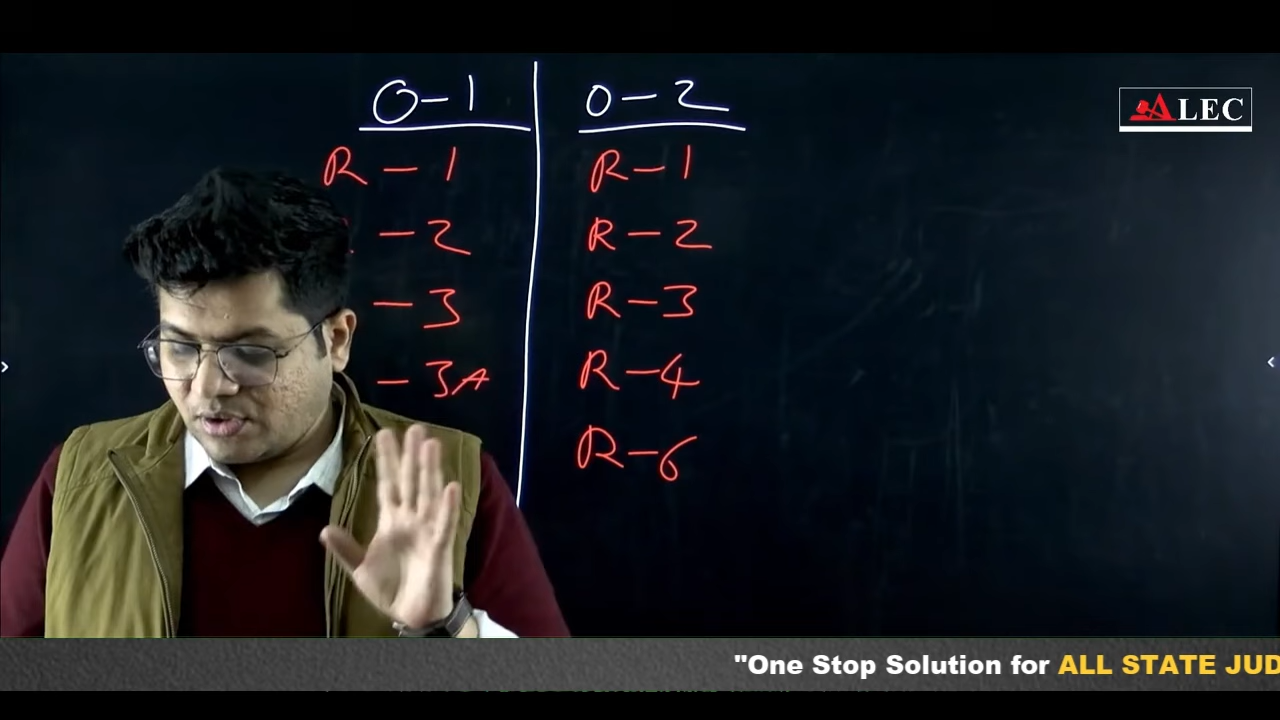 O-1 O-2
R-1 R-1
-2 R-2
-3 R-3
-3A R-4
R-6
ALEC
"One Stop Solution for ALL STATE JUD